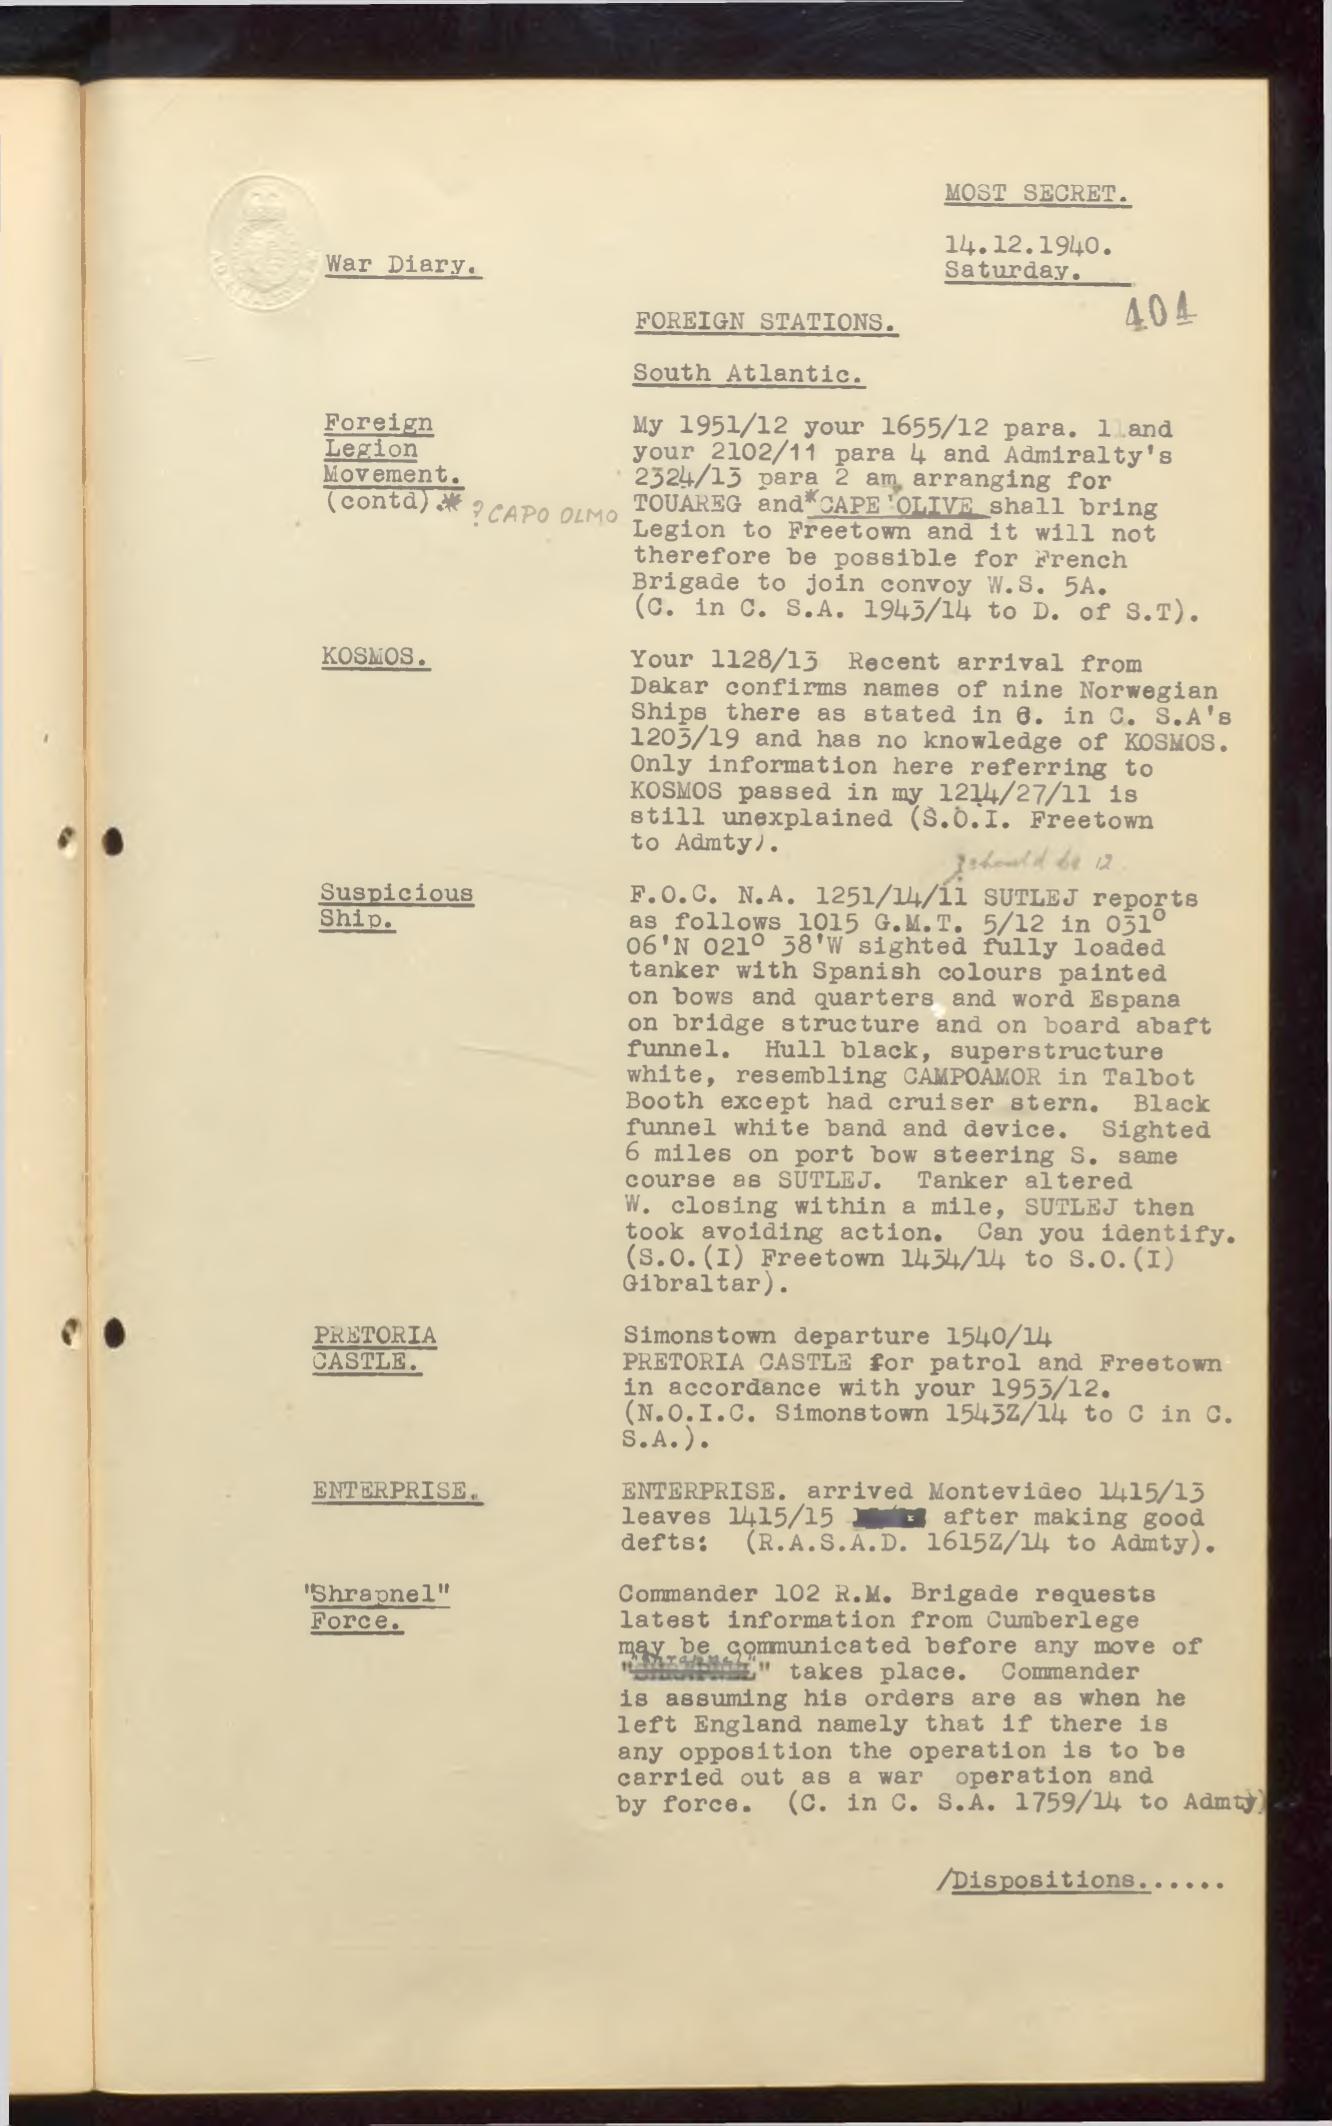 MOST SECRET.
14.12.1940.
War Diary.
Saturday.
404
FOREIGN STATIONS.
South Atlantic.
Foreign
Legion
Movement.
(contd).* ? CAPO OLMO
My 1951/12 your 1655/12 para. 1 and
your 2102/11 para 4 and Admiralty's
2324/13 para 2 am arranging for
TOUAREG and *CAPE OLIVE shall bring
Legion to Freetown and it will not
therefore be possible for French
Brigade to join convoy W.S. 5A.
(C. in C. S.A. 1943/14 to D. of S.T).
KOSMOS.
Your 1128/13 Recent arrival from
Dakar confirms names of nine Norwegian
Ships there as stated in C. in C. S.A's
1203/19 and has no knowledge of KOSMOS.
Only information here referring to
KOSMOS passed in my 1214/27/11 is
still unexplained (S.O.I. Freetown
to Admty).
? should be 12.
Suspicious
Ship.
F.O.C. N.A. 1251/14/11 SUTLEJ reports
as follows 1015 G.M.T. 5/12 in 031°
06'N 021° 38'W sighted fully loaded
tanker with Spanish colours painted
on bows and quarters and word Espana
on bridge structure and on board abaft
funnel. Hull black, superstructure
white, resembling CAMPOAMOR in Talbot
Booth except had cruiser stern. Black
funnel white band and device. Sighted
6 miles on port bow steering S. same
course as SUTLEJ. Tanker altered
W. closing within a mile, SUTLEJ then
took avoiding action. Can you identify.
(S.O.(I) Freetown 1434/14 to S.O.(I)
Gibraltar).
PRETORIA
CASTLE.
Simonstown departure 1540/14
PRETORIA CASTLE for patrol and Freetown
in accordance with your 1953/12.
(N.O.I.C. Simonstown 1543Z/14 to C in C.
S.A.).
ENTERPRISE.
ENTERPRISE. arrived Montevideo 1415/13
leaves 1415/15 after making good
defts: (R.A.S.A.D. 1615Z/14 to Admty).
"Shrapnel"
Force.
Commander 102 R.M. Brigade requests
latest information from Cumberlege
may be communicated before any move of
"Shrapnel" takes place. Commander
is assuming his orders are as when he
left England namely that if there is
any opposition the operation is to be
carried out as a war operation and
by force. (C. in C. S.A. 1759/14 to Admty)
/Dispositions......